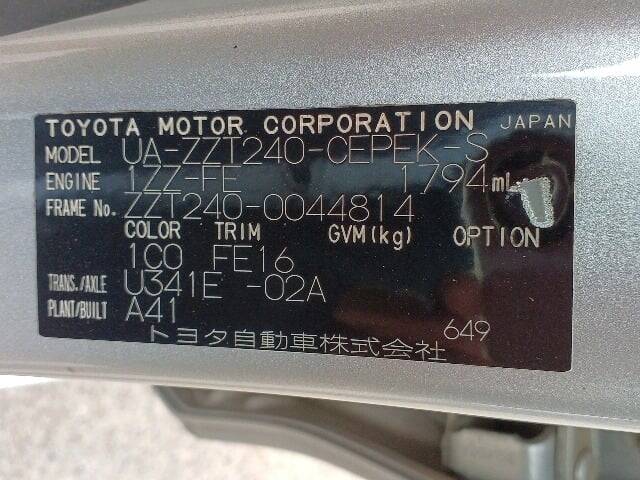 TOYOTA MOTOR CORPORATION JAPAN
MODEL UA-ZZT240-CEPEK-S
ENGINE 1ZZ-FE 1794ml
FRAME No. ZZT240-0044814
COLOR TRIM GVM(kg) OPTION
1C0 FE16
TRANS./AXLE U341E -02A
PLANT/BUILT A41
トヨタ自動車株式会社 649